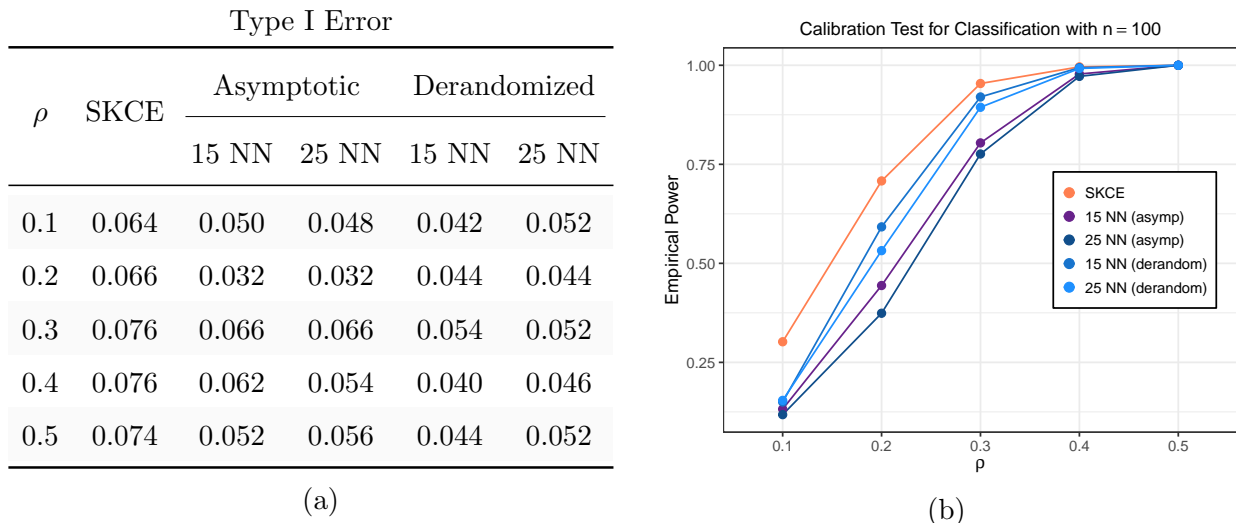 Type I Error
ρ SKCE Asymptotic Derandomized
15 NN 25 NN 15 NN 25 NN
0.1 0.064 0.050 0.048 0.042 0.052
0.2 0.066 0.032 0.032 0.044 0.044
0.3 0.076 0.066 0.066 0.054 0.052
0.4 0.076 0.062 0.054 0.040 0.046
0.5 0.074 0.052 0.056 0.044 0.052
(a)
Calibration Test for Classification with n = 100
Empirical Power
1.00
0.75
0.50
0.25
SKCE
15 NN (asymp)
25 NN (asymp)
15 NN (derandom)
25 NN (derandom)
0.1 0.2 0.3 0.4 0.5
ρ
(b)